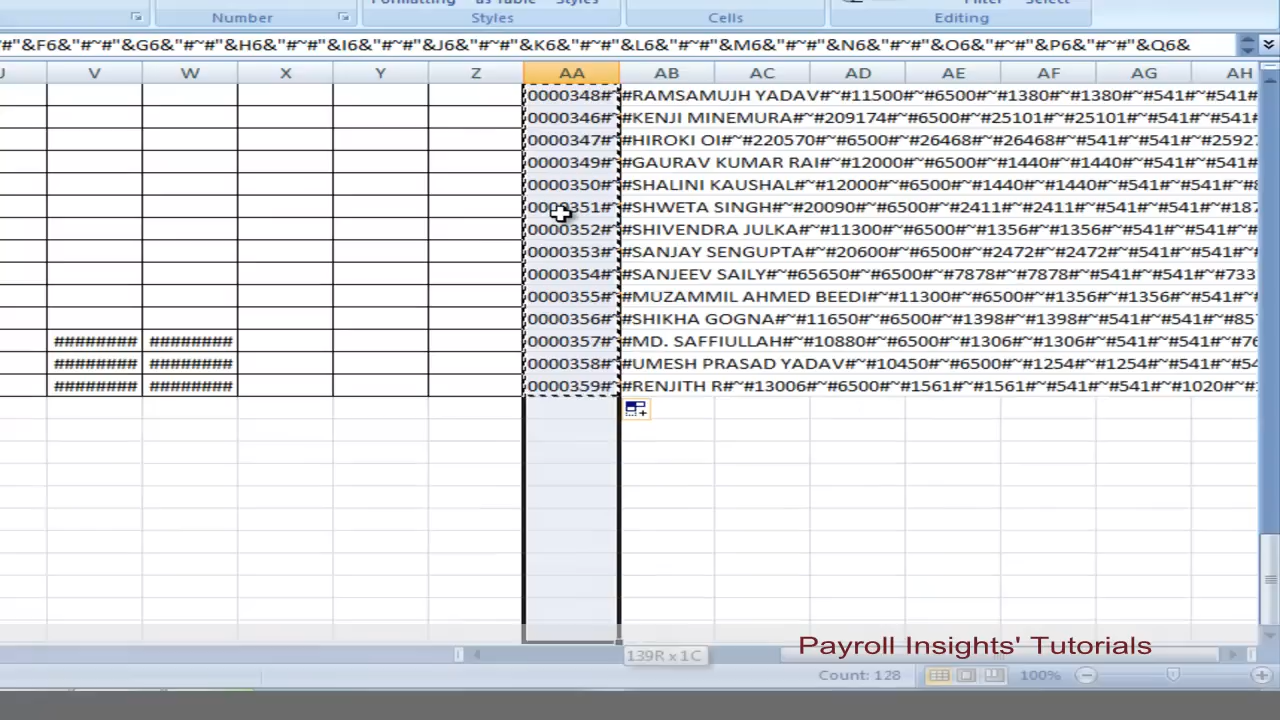 Formatting as Table Styles Filter Select
Number Styles Cells Editing
#"&F6&"#~#"&G6&"#~#"&H6&"#~#"&I6&"#~#"&J6&"#~#"&K6&"#~#"&L6&"#~#"&M6&"#~#"&N6&"#~#"&O6&"#~#"&P6&"#~#"&Q6&
V W X Y Z AA AB AC AD AE AF AG AH
0000348#~#RAMSAMUJH YADAV#~#11500#~#6500#~#1380#~#1380#~#541#~#541
0000346#~#KENJI MINEMURA#~#209174#~#6500#~#25101#~#25101#~#541#~#541
0000347#~#HIROKI OI#~#220570#~#6500#~#26468#~#26468#~#541#~#541#~#2592
0000349#~#GAURAV KUMAR RAI#~#12000#~#6500#~#1440#~#1440#~#541#~#541
0000350#~#SHALINI KAUSHAL#~#12000#~#6500#~#1440#~#1440#~#541#~#541#~#
0000351#~#SHWETA SINGH#~#20090#~#6500#~#2411#~#2411#~#541#~#541#~#187
0000352#~#SHIVENDRA JULKA#~#11300#~#6500#~#1356#~#1356#~#541#~#541#~#
0000353#~#SANJAY SENGUPTA#~#20600#~#6500#~#2472#~#2472#~#541#~#541#~#
0000354#~#SANJEEV SAILY#~#65650#~#6500#~#7878#~#7878#~#541#~#541#~#733
0000355#~#MUZAMMIL AHMED BEEDI#~#11300#~#6500#~#1356#~#1356#~#541#~#
0000356#~#SHIKHA GOGNA#~#11650#~#6500#~#1398#~#1398#~#541#~#541#~#857
######## ######## 0000357#~#MD. SAFFIULLAH#~#10880#~#6500#~#1306#~#1306#~#541#~#541#~#76
######## ######## 0000358#~#UMESH PRASAD YADAV#~#10450#~#6500#~#1254#~#1254#~#541#~#54
######## ######## 0000359#~#RENJITH R#~#13006#~#6500#~#1561#~#1561#~#541#~#541#~#1020#~#
Payroll Insights' Tutorials
139R x 1C
Count: 128 100%